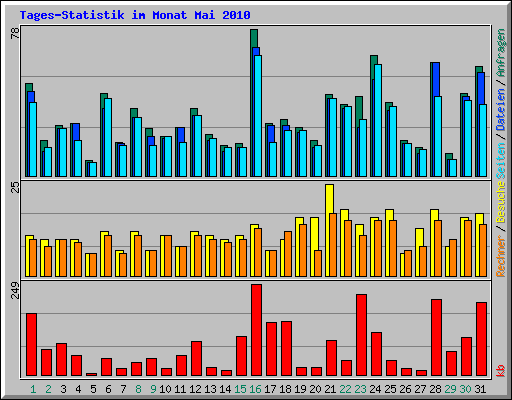 Tages-Statistik im Monat Mai 2010
78
25
249
Rechner / Besuche Seiten / Dateien / Anfragen
kb
1 2 3 4 5 6 7 8 9 10 11 12 13 14 15 16 17 18 19 20 21 22 23 24 25 26 27 28 29 30 31